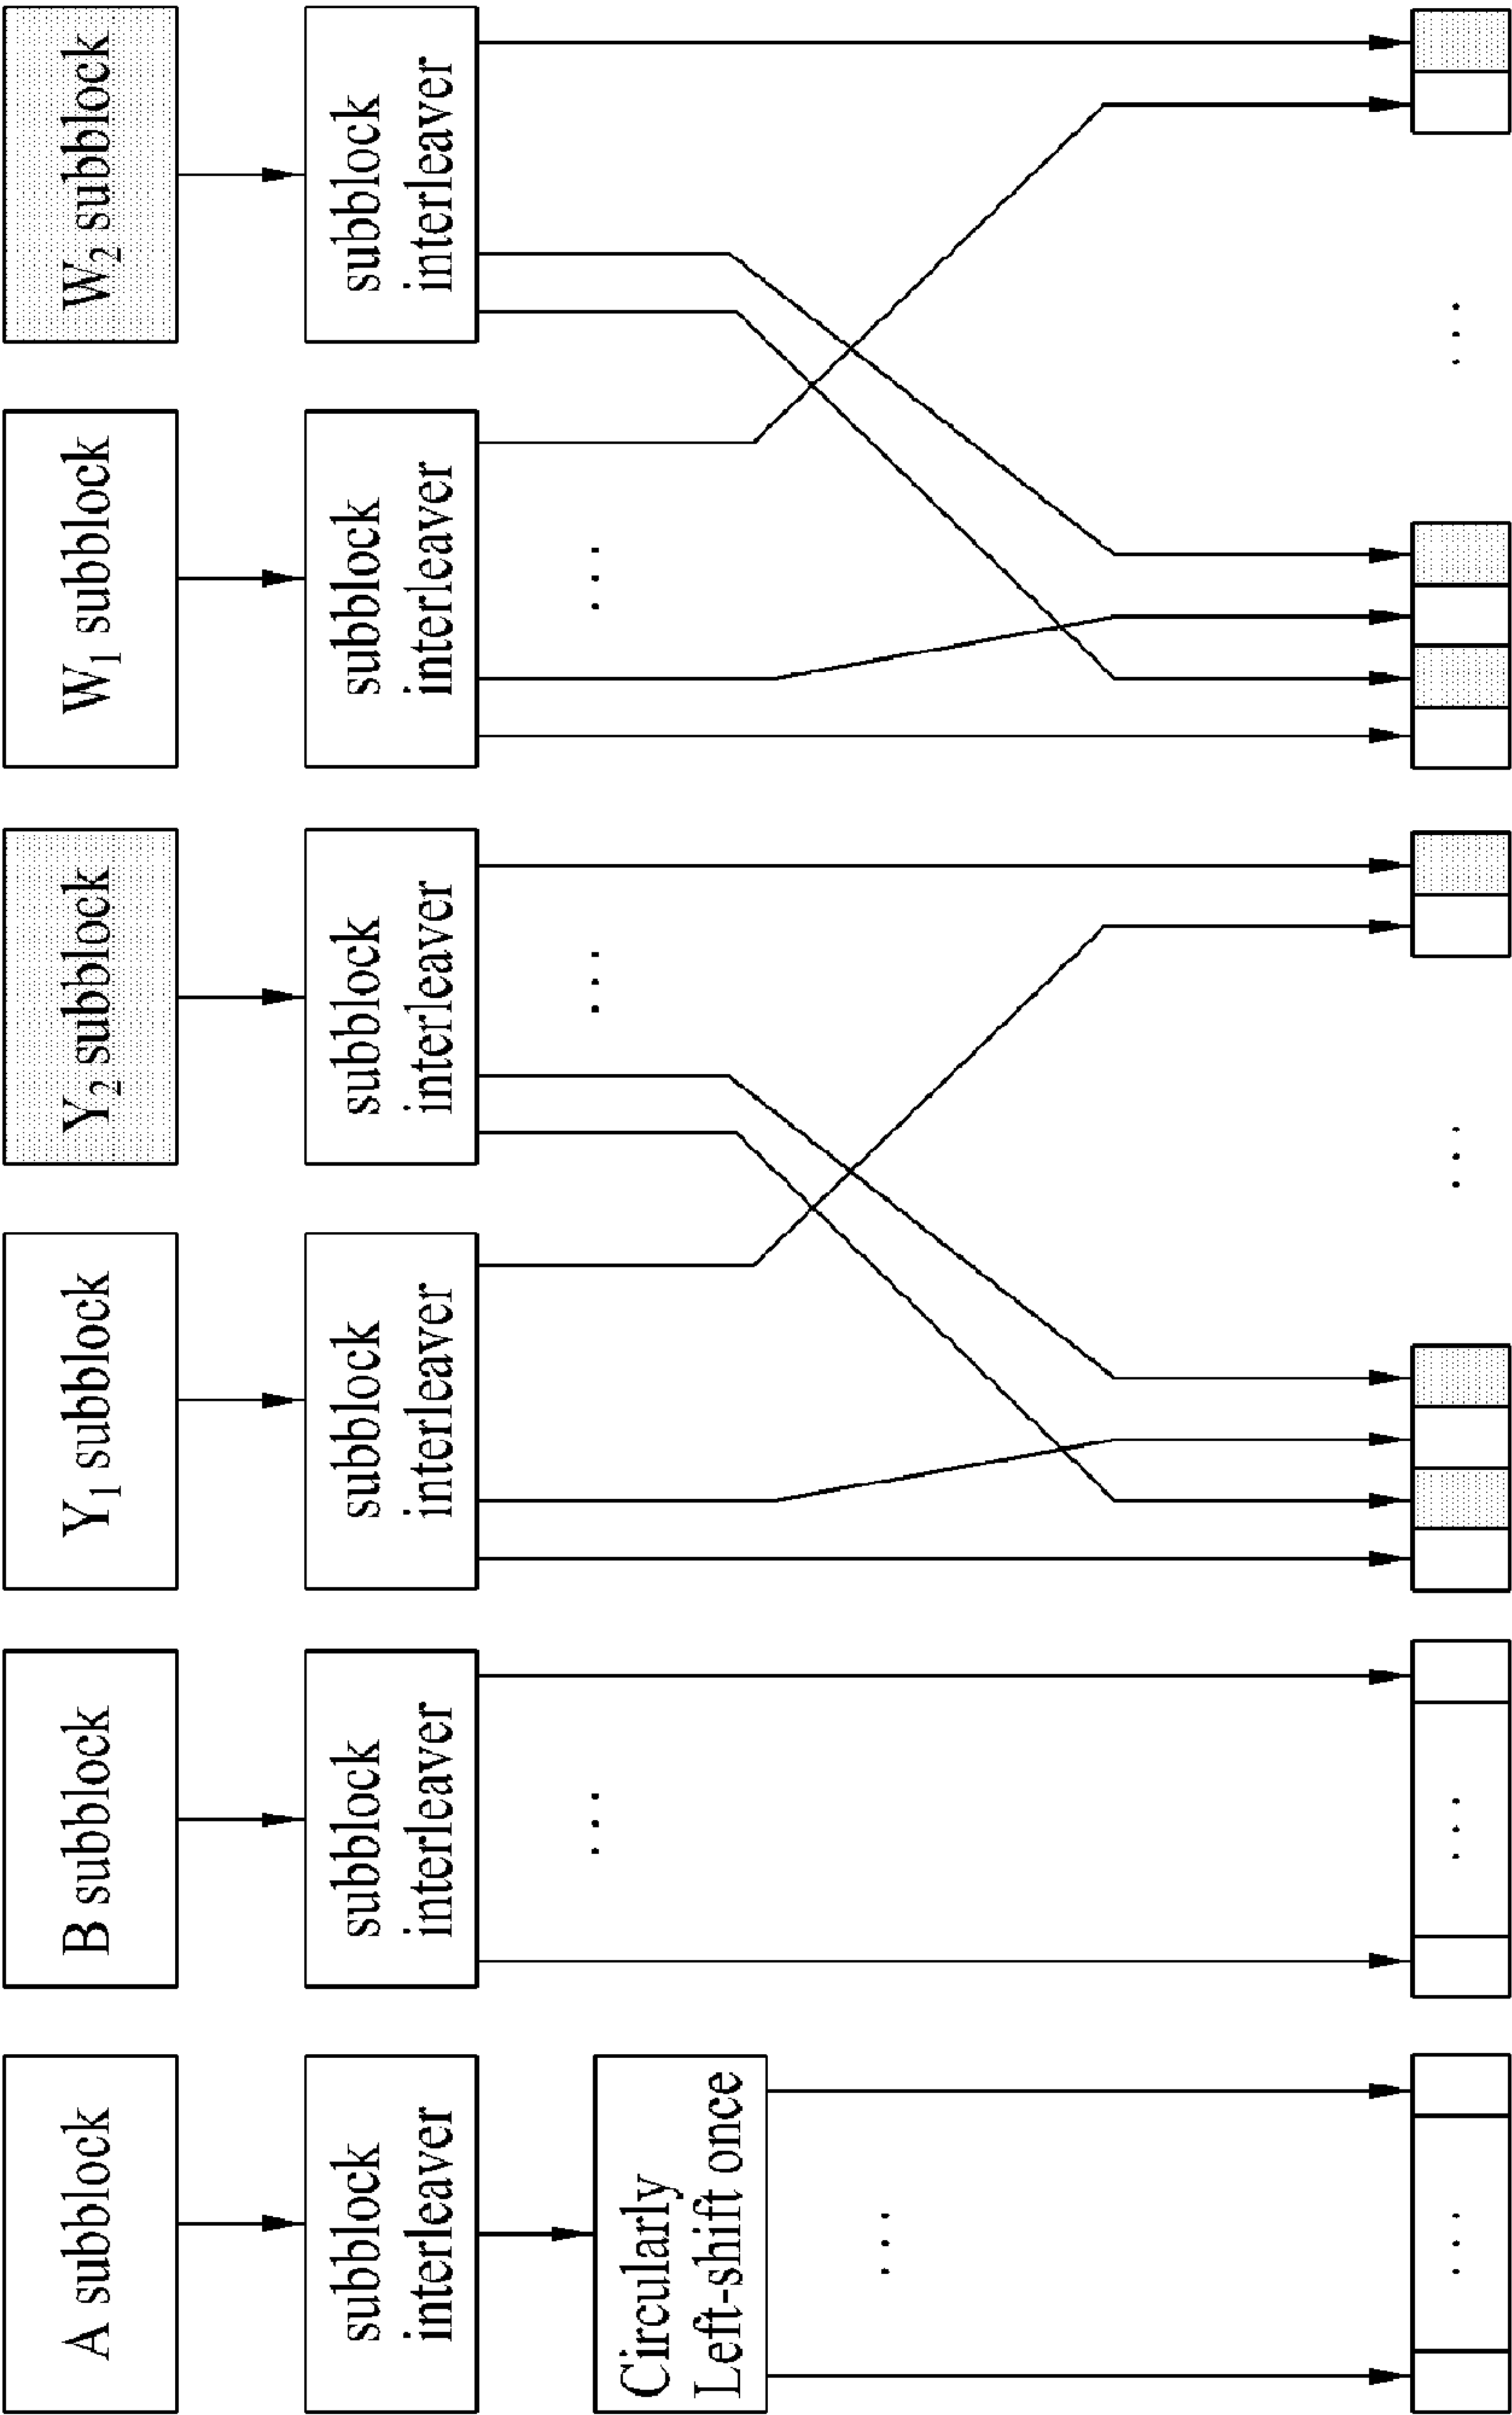 A subblock
B subblock
Y₁ subblock
Y₂ subblock
W₁ subblock
W₂ subblock
subblock
interleaver
subblock
interleaver
subblock
interleaver
subblock
interleaver
subblock
interleaver
subblock
interleaver
Circularly
Left-shift once